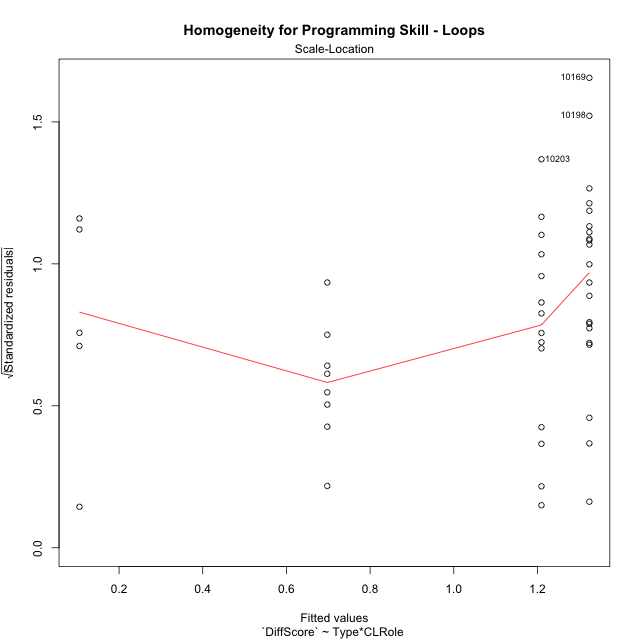 Homogeneity for Programming Skill - Loops
Scale-Location
10169
10198
10203
1.5
1.0
0.5
0.0
√|Standardized residuals|
0.2 0.4 0.6 0.8 1.0 1.2
Fitted values
`DiffScore` ~ Type*CLRole